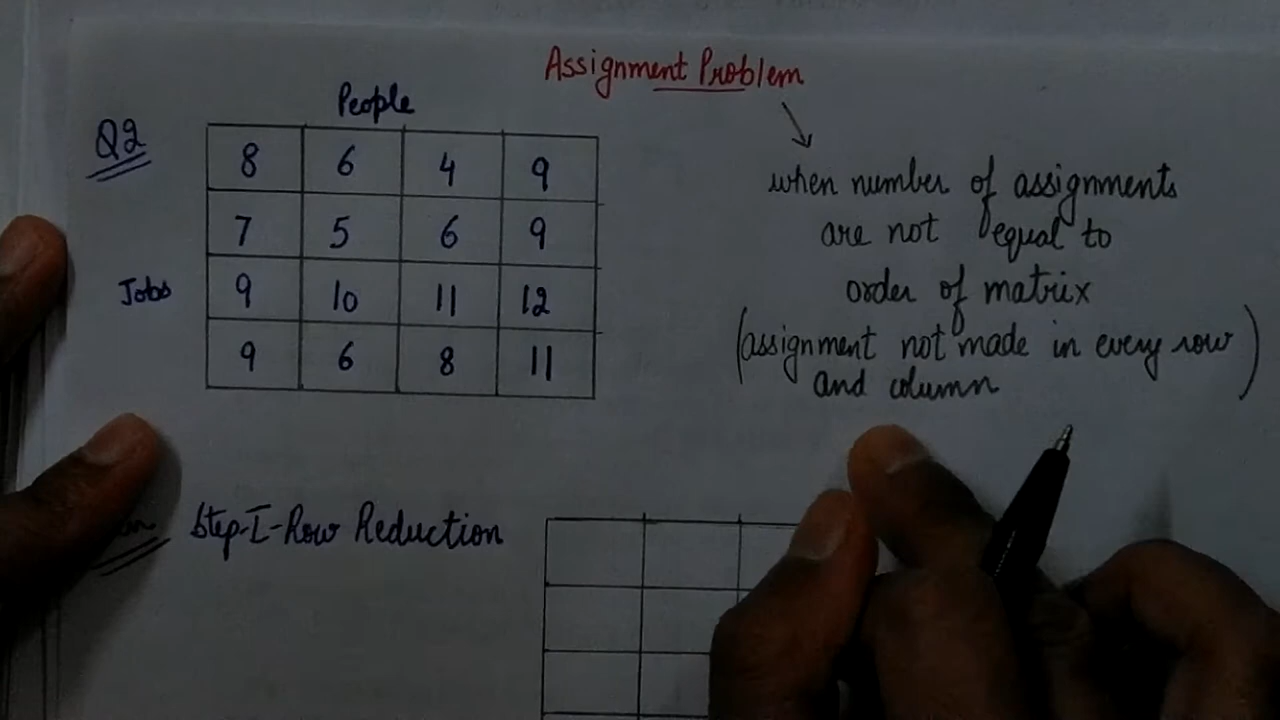 Assignment Problem
People
Q2
8 6 4 9
7 5 6 9
Jobs
9 10 11 12
9 6 8 11
when number of assignments
are not equal to
order of matrix
(assignment not made in every row
and column)
Step-I-Row Reduction